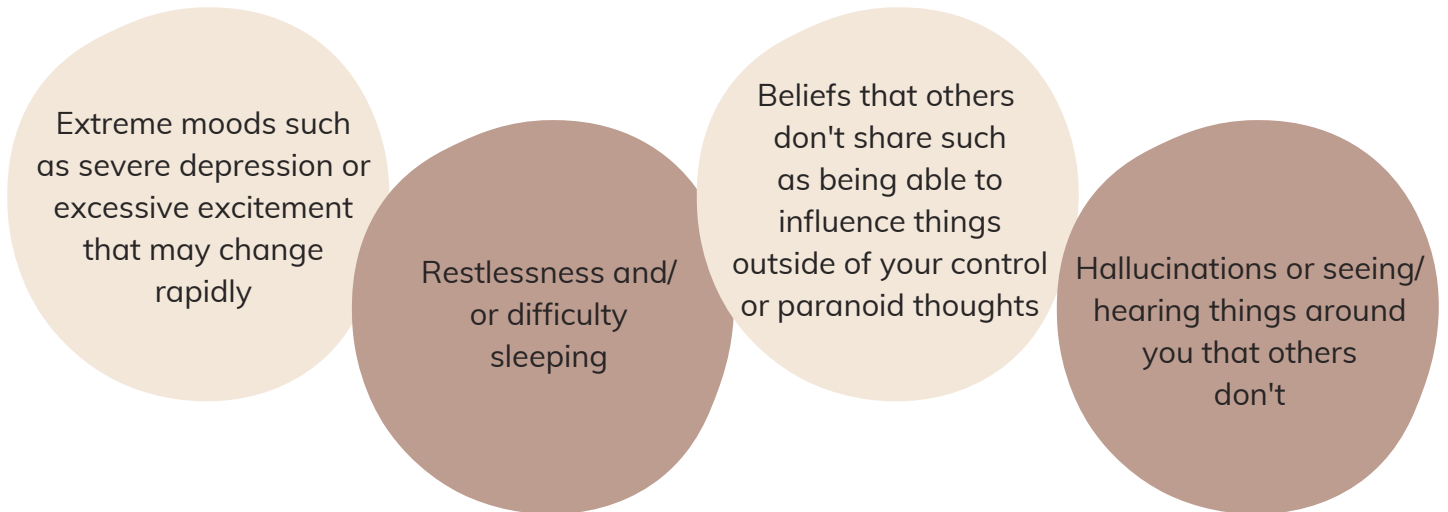 Extreme moods such
as severe depression or
excessive excitement
that may change
rapidly
Restlessness and/
or difficulty
sleeping
Beliefs that others
don't share such
as being able to
influence things
outside of your control
or paranoid thoughts
Hallucinations or seeing/
hearing things around
you that others
don't